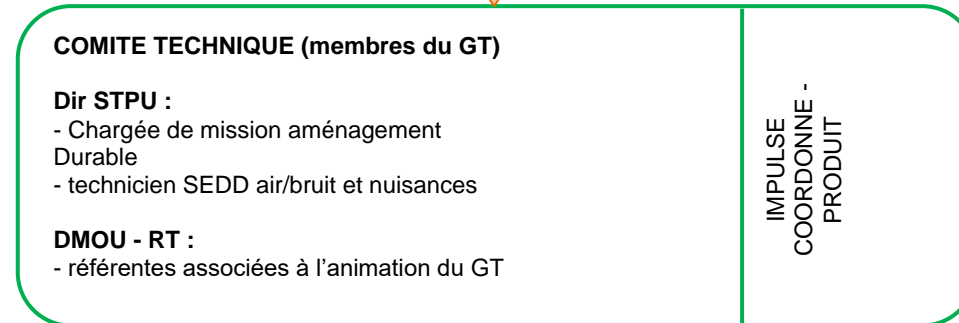 COMITE TECHNIQUE (membres du GT)
Dir STPU :
- Chargée de mission aménagement
Durable
- technicien SEDD air/bruit et nuisances
DMOU - RT :
- référentes associées à l’animation du GT
IMPULSE
COORDONNE -
PRODUIT